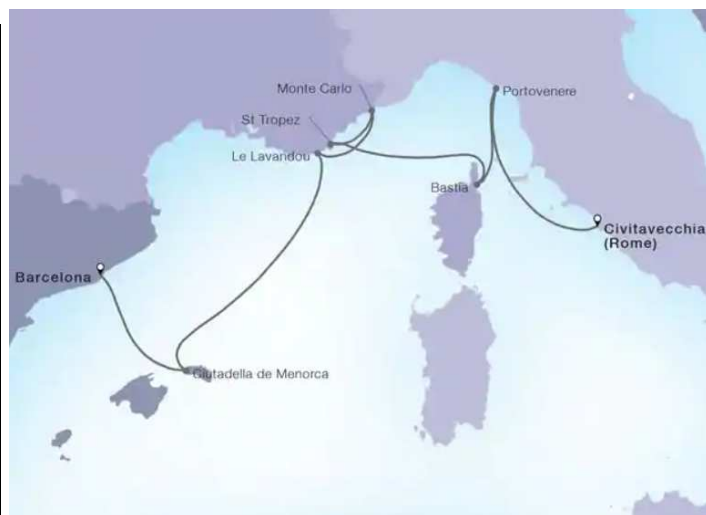 Monte Carlo
Portovenere
St Tropez
Le Lavandou
Bastia
Civitavecchia
(Rome)
Barcelona
Ciutadella de Menorca